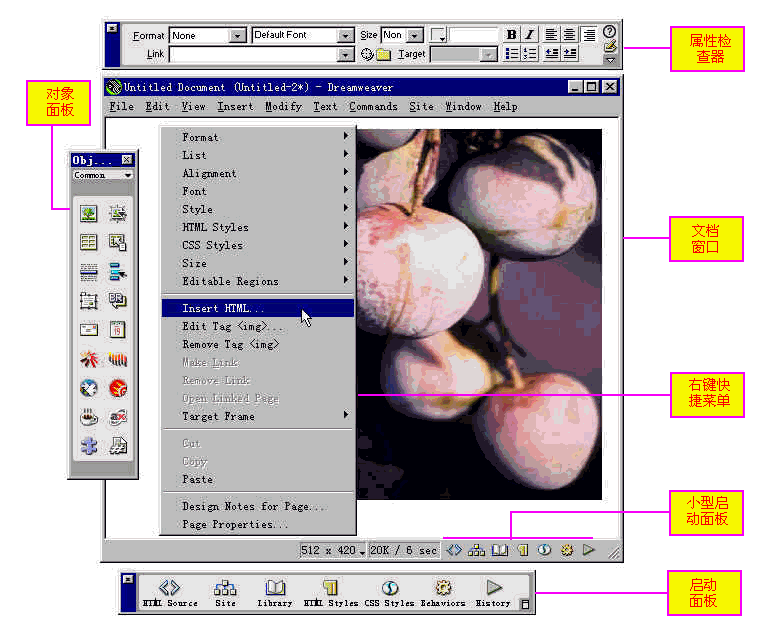 Format None Default Font Size Non B I
Link Target
属性检
查器
Untitled Document (Untitled-2*) - Dreamweaver
File Edit View Insert Modify Text Commands Site Window Help
对象
面板
Obj...
Common
Format
List
Alignment
Font
Style
HTML Styles
CSS Styles
Size
Editable Regions
Insert HTML...
Edit Tag <img>...
Remove Tag <img>
Make Link
Remove Link
Open Linked Page
Target Frame
Cut
Copy
Paste
Design Notes for Page...
Page Properties...
文档
窗口
右键快
捷菜单
小型启
动面板
512 x 420 20K / 6 sec
HTML Source Site Library HTML Styles CSS Styles Behaviors History
启动
面板